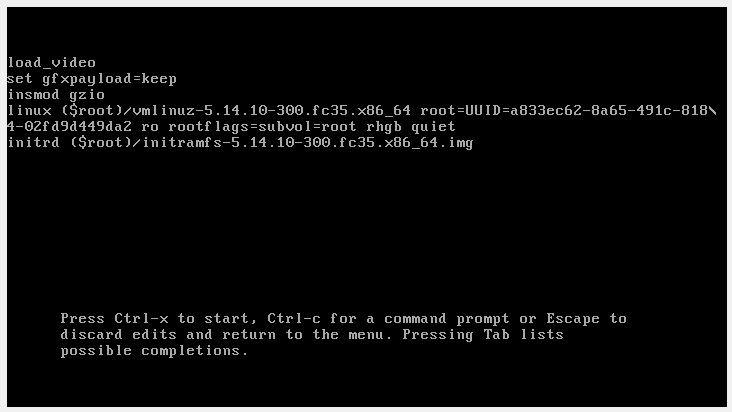 load_video
set gfxpayload=keep
insmod gzio
linux ($root)/vmlinuz-5.14.10-300.fc35.x86_64 root=UUID=a833ec62-8a65-491c-818\
4-02fd9d449da2 ro rootflags=subvol=root rhgb quiet
initrd ($root)/initramfs-5.14.10-300.fc35.x86_64.img
Press Ctrl-x to start, Ctrl-c for a command prompt or Escape to
discard edits and return to the menu. Pressing Tab lists
possible completions.